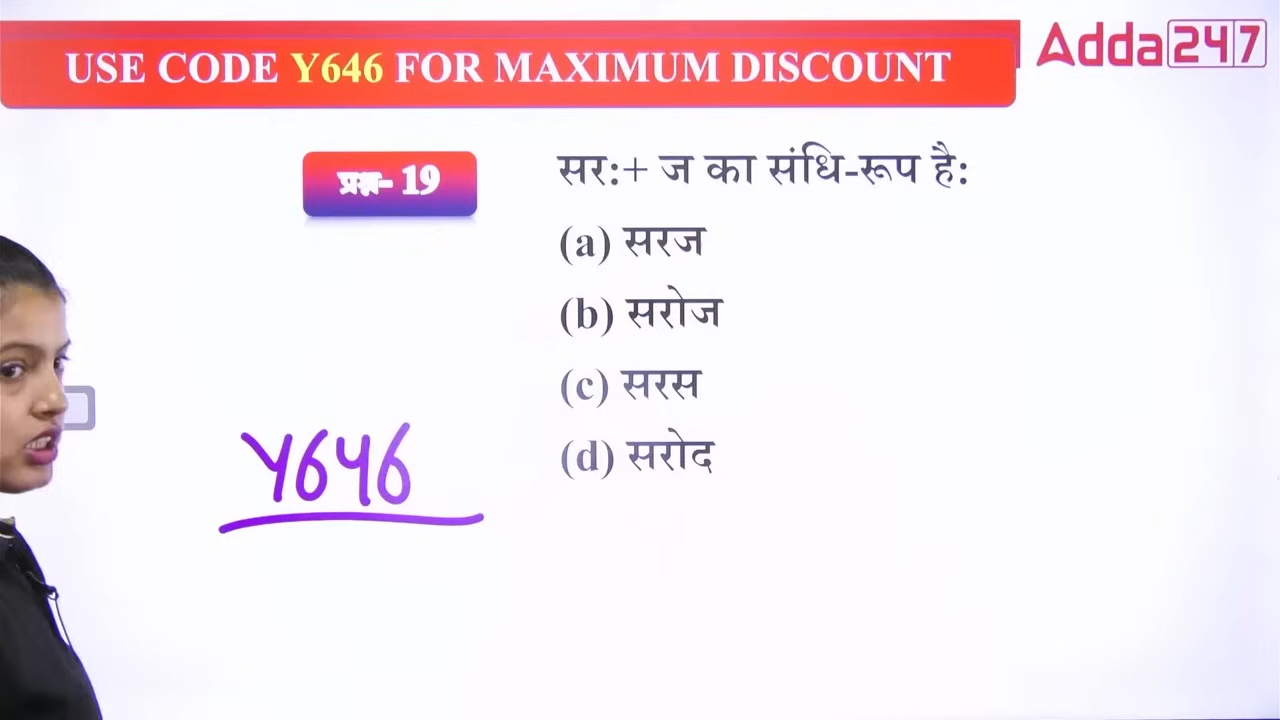 USE CODE Y646 FOR MAXIMUM DISCOUNT
Adda247
प्रश्न- 19
सर:+ ज का संधि-रूप है:
(a) सरज
(b) सरोज
(c) सरस
(d) सरोद
Y646